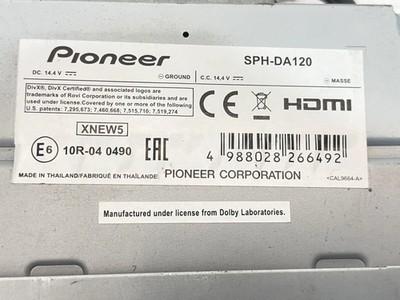 Pioneer SPH-DA120
DC. 14.4 V GROUND C.C. 14.4 V MASSE
DivX®, DivX Certified® and associated logos are
trademarks of Rovi Corporation or its subsidiaries and are
used under license.Covered by one or more of the following
U.S. patents: 7,295,673; 7,460,668; 7,515,710; 7,519,274
CE HDMI
XNEW5
E6 10R-04 0490 EAC 4 988028 266492
PIONEER CORPORATION
MADE IN THAILAND/FABRIQUÉ EN THAÏLANDE <CAL9664-A>
Manufactured under license from Dolby Laboratories.